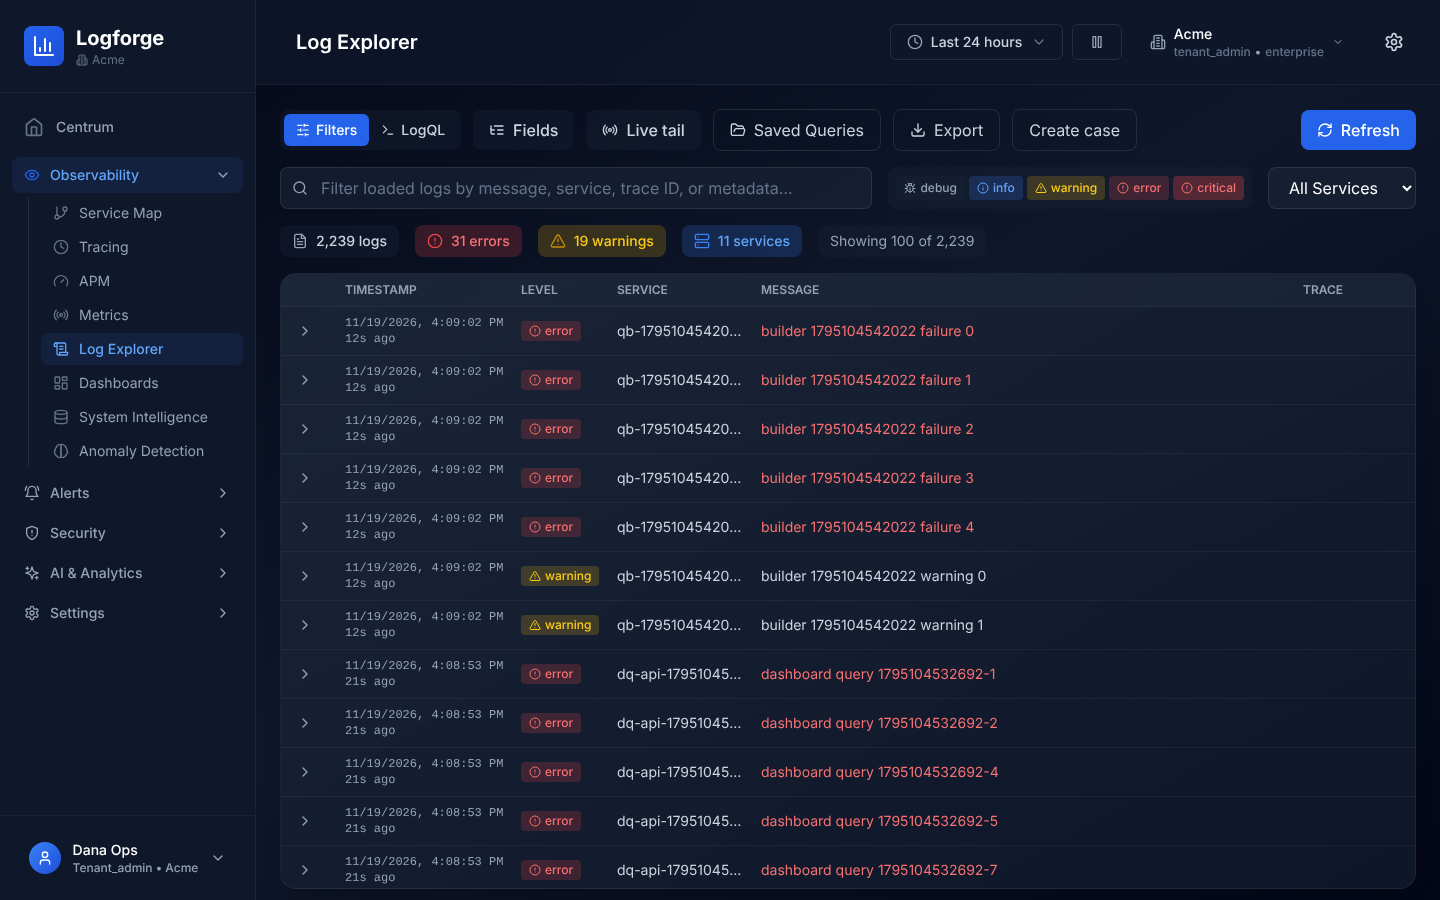 Logforge
Acme
Log Explorer
Last 24 hours
Acme
tenant_admin • enterprise
Centrum
Observability
Service Map
Tracing
APM
Metrics
Log Explorer
Dashboards
System Intelligence
Anomaly Detection
Alerts
Security
AI & Analytics
Settings
Dana Ops
Tenant_admin • Acme
Filters
LogQL
Fields
Live tail
Saved Queries
Export
Create case
Refresh
Filter loaded logs by message, service, trace ID, or metadata...
debug
info
warning
error
critical
All Services
2,239 logs
31 errors
19 warnings
11 services
Showing 100 of 2,239
TIMESTAMP LEVEL SERVICE MESSAGE TRACE
11/19/2026, 4:09:02 PM
12s ago
error qb-17951045420... builder 1795104542022 failure 0
11/19/2026, 4:09:02 PM
12s ago
error qb-17951045420... builder 1795104542022 failure 1
11/19/2026, 4:09:02 PM
12s ago
error qb-17951045420... builder 1795104542022 failure 2
11/19/2026, 4:09:02 PM
12s ago
error qb-17951045420... builder 1795104542022 failure 3
11/19/2026, 4:09:02 PM
12s ago
error qb-17951045420... builder 1795104542022 failure 4
11/19/2026, 4:09:02 PM
12s ago
warning qb-17951045420... builder 1795104542022 warning 0
11/19/2026, 4:09:02 PM
12s ago
warning qb-17951045420... builder 1795104542022 warning 1
11/19/2026, 4:08:53 PM
21s ago
error dq-api-17951045... dashboard query 1795104532692-1
11/19/2026, 4:08:53 PM
21s ago
error dq-api-17951045... dashboard query 1795104532692-2
11/19/2026, 4:08:53 PM
21s ago
error dq-api-17951045... dashboard query 1795104532692-4
11/19/2026, 4:08:53 PM
21s ago
error dq-api-17951045... dashboard query 1795104532692-5
11/19/2026, 4:08:53 PM
21s ago
error dq-api-17951045... dashboard query 1795104532692-7